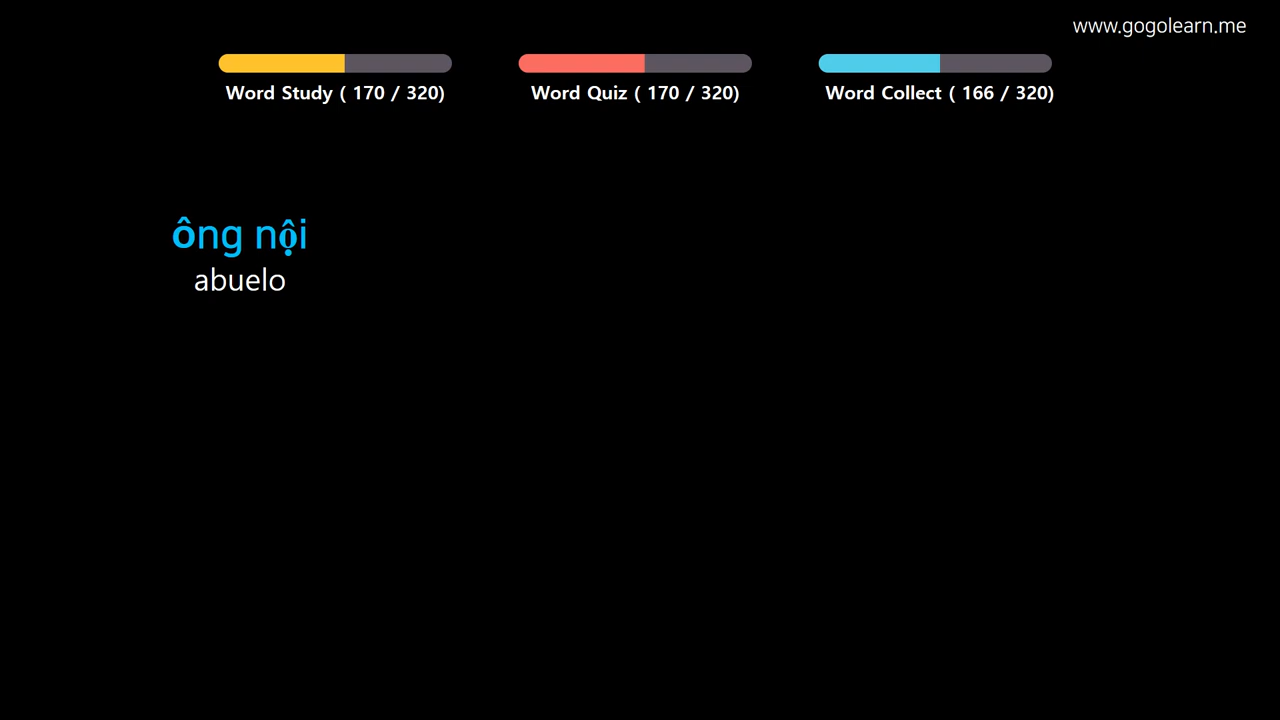 www.gogolearn.me
Word Study ( 170 / 320)
Word Quiz ( 170 / 320)
Word Collect ( 166 / 320)
ông nội
abuelo